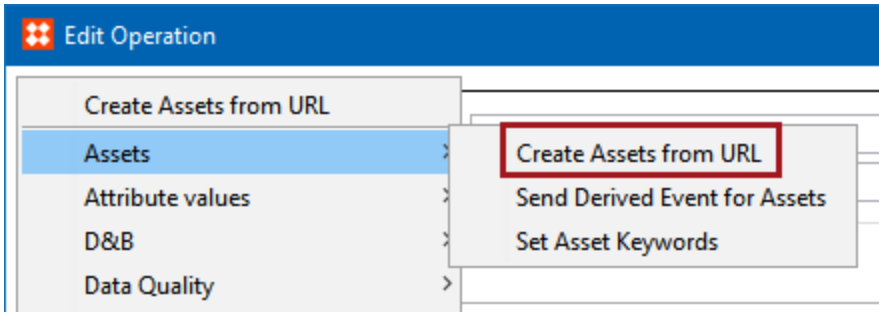 Edit Operation
Create Assets from URL
Assets
Attribute values
D&B
Data Quality
Create Assets from URL
Send Derived Event for Assets
Set Asset Keywords